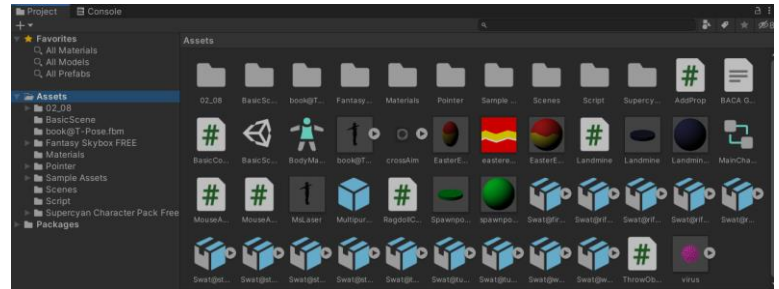 Project Console
Favorites
All Materials
All Models
All Prefabs
Assets
02_08
BasicScene
book@T-Pose.fbm
Fantasy Skybox FREE
Materials
Pointer
Sample Assets
Scenes
Script
Supercyan Character Pack Free
Packages
Assets
02_08 BasicSc... book@T... Fantasy... Materials Pointer Sample ... Scenes Script Supercy... AddProp BACA G...
BasicCo... BasicSc... BodyMa... book@T... crossAim EasterE... eastere... EasterE... Landmine Landmine Landmin... MainCha...
MouseA... MouseA... MsLaser Multipur... RagdollC... Spawnpo... spawnpo... Swat@fir... Swat@rif... Swat@rif... Swat@rif... Swat@r...
Swat@st... Swat@st... Swat@st... Swat@st... Swat@t... Swat@tu... Swat@tu... Swat@w... Swat@w... ThrowOb... virus